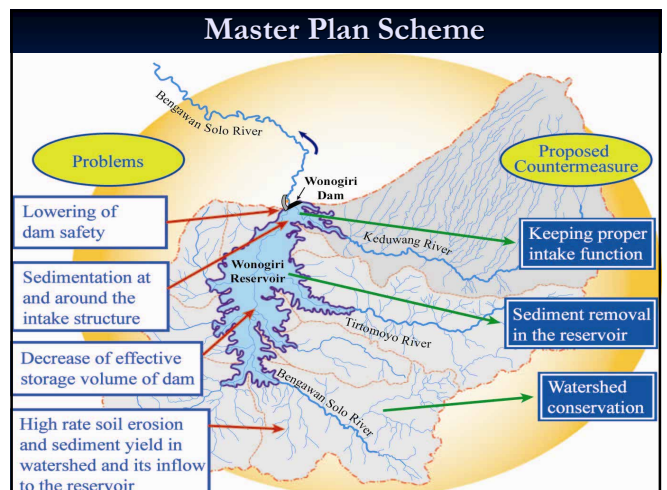 Master Plan Scheme
Bengawan Solo River
Problems
Proposed
Countermeasure
Wonogiri
Dam
Lowering of
dam safety
Keduwang River
Keeping proper
intake function
Wonogiri
Reservoir
Sedimentation at
and around the
intake structure
Sediment removal
in the reservoir
Tirtomoyo River
Decrease of effective
storage volume of dam
Bengawan Solo River
Watershed
conservation
High rate soil erosion
and sediment yield in
watershed and its inflow
to the reservoir